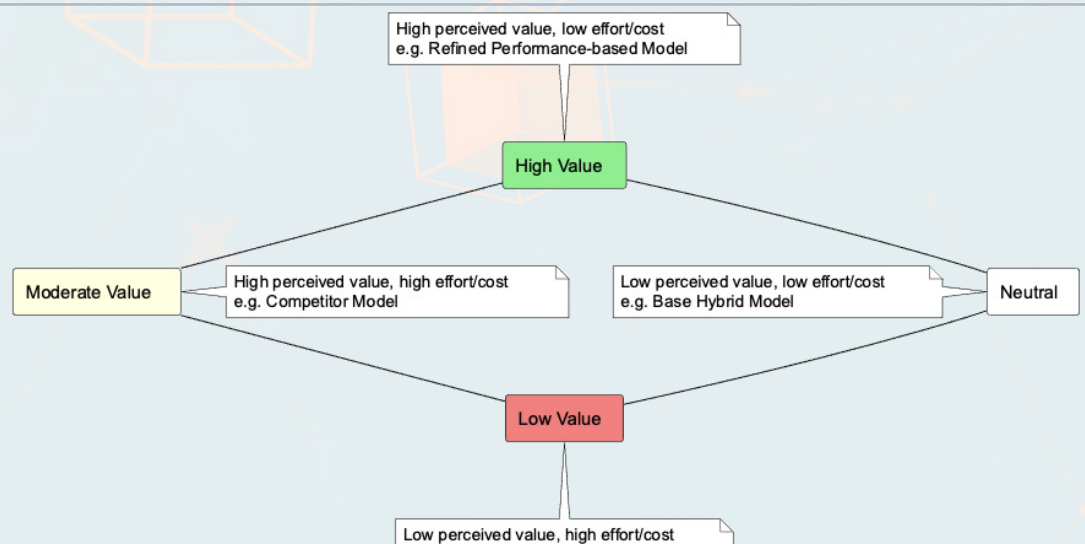 High perceived value, low effort/cost
e.g. Refined Performance-based Model
High Value
Moderate Value
High perceived value, high effort/cost
e.g. Competitor Model
Low perceived value, low effort/cost
e.g. Base Hybrid Model
Neutral
Low Value
Low perceived value, high effort/cost